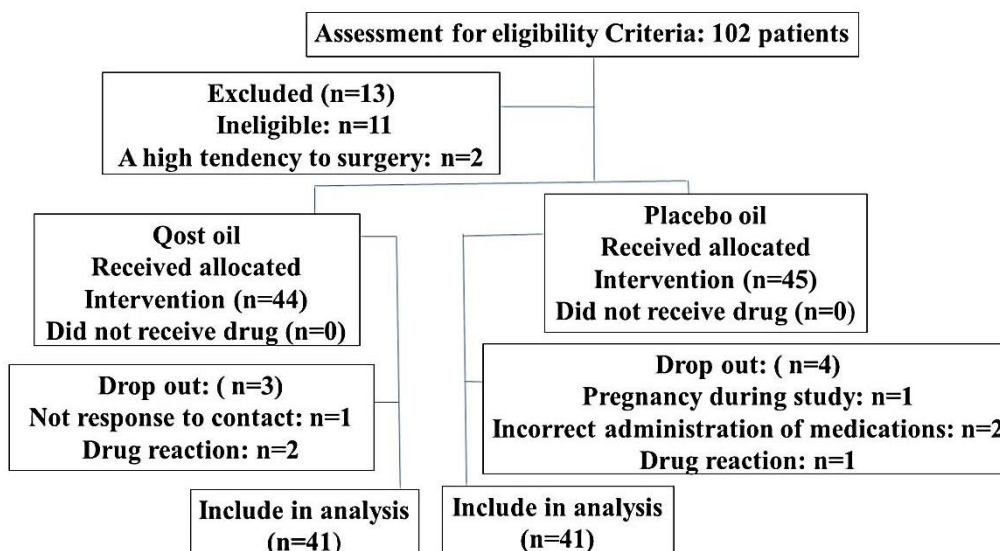 Assessment for eligibility Criteria: 102 patients
Excluded (n=13)
Ineligible: n=11
A high tendency to surgery: n=2
Qost oil
Received allocated
Intervention (n=44)
Did not receive drug (n=0)
Placebo oil
Received allocated
Intervention (n=45)
Did not receive drug (n=0)
Drop out: ( n=3)
Not response to contact: n=1
Drug reaction: n=2
Drop out: ( n=4)
Pregnancy during study: n=1
Incorrect administration of medications: n=2
Drug reaction: n=1
Include in analysis
(n=41)
Include in analysis
(n=41)